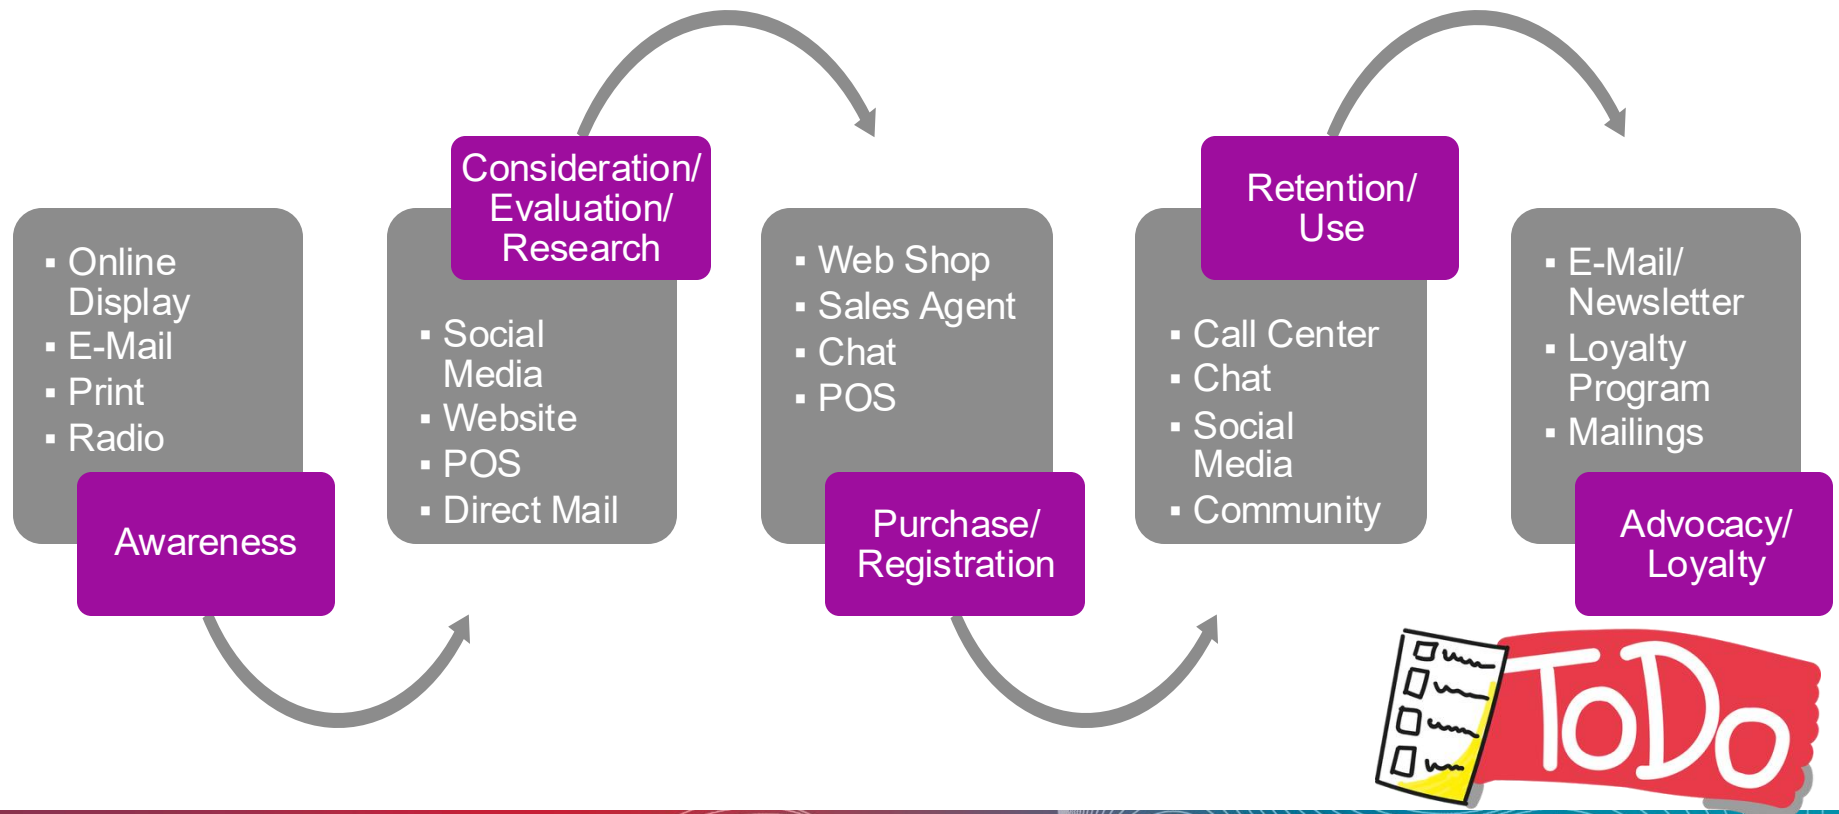 Online
Display
E-Mail
Print
Radio
Awareness
Consideration/
Evaluation/
Research
Social
Media
Website
POS
Direct Mail
Web Shop
Sales Agent
Chat
POS
Purchase/
Registration
Retention/
Use
Call Center
Chat
Social
Media
Community
E-Mail/
Newsletter
Loyalty
Program
Mailings
Advocacy/
Loyalty
ToDo